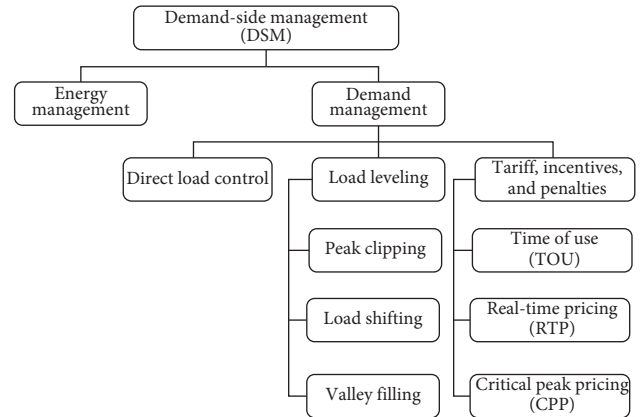 Demand-side management
(DSM)
Energy
management
Demand
management
Direct load control
Load leveling
Tariff, incentives,
and penalties
Peak clipping
Time of use
(TOU)
Load shifting
Real-time pricing
(RTP)
Valley filling
Critical peak pricing
(CPP)